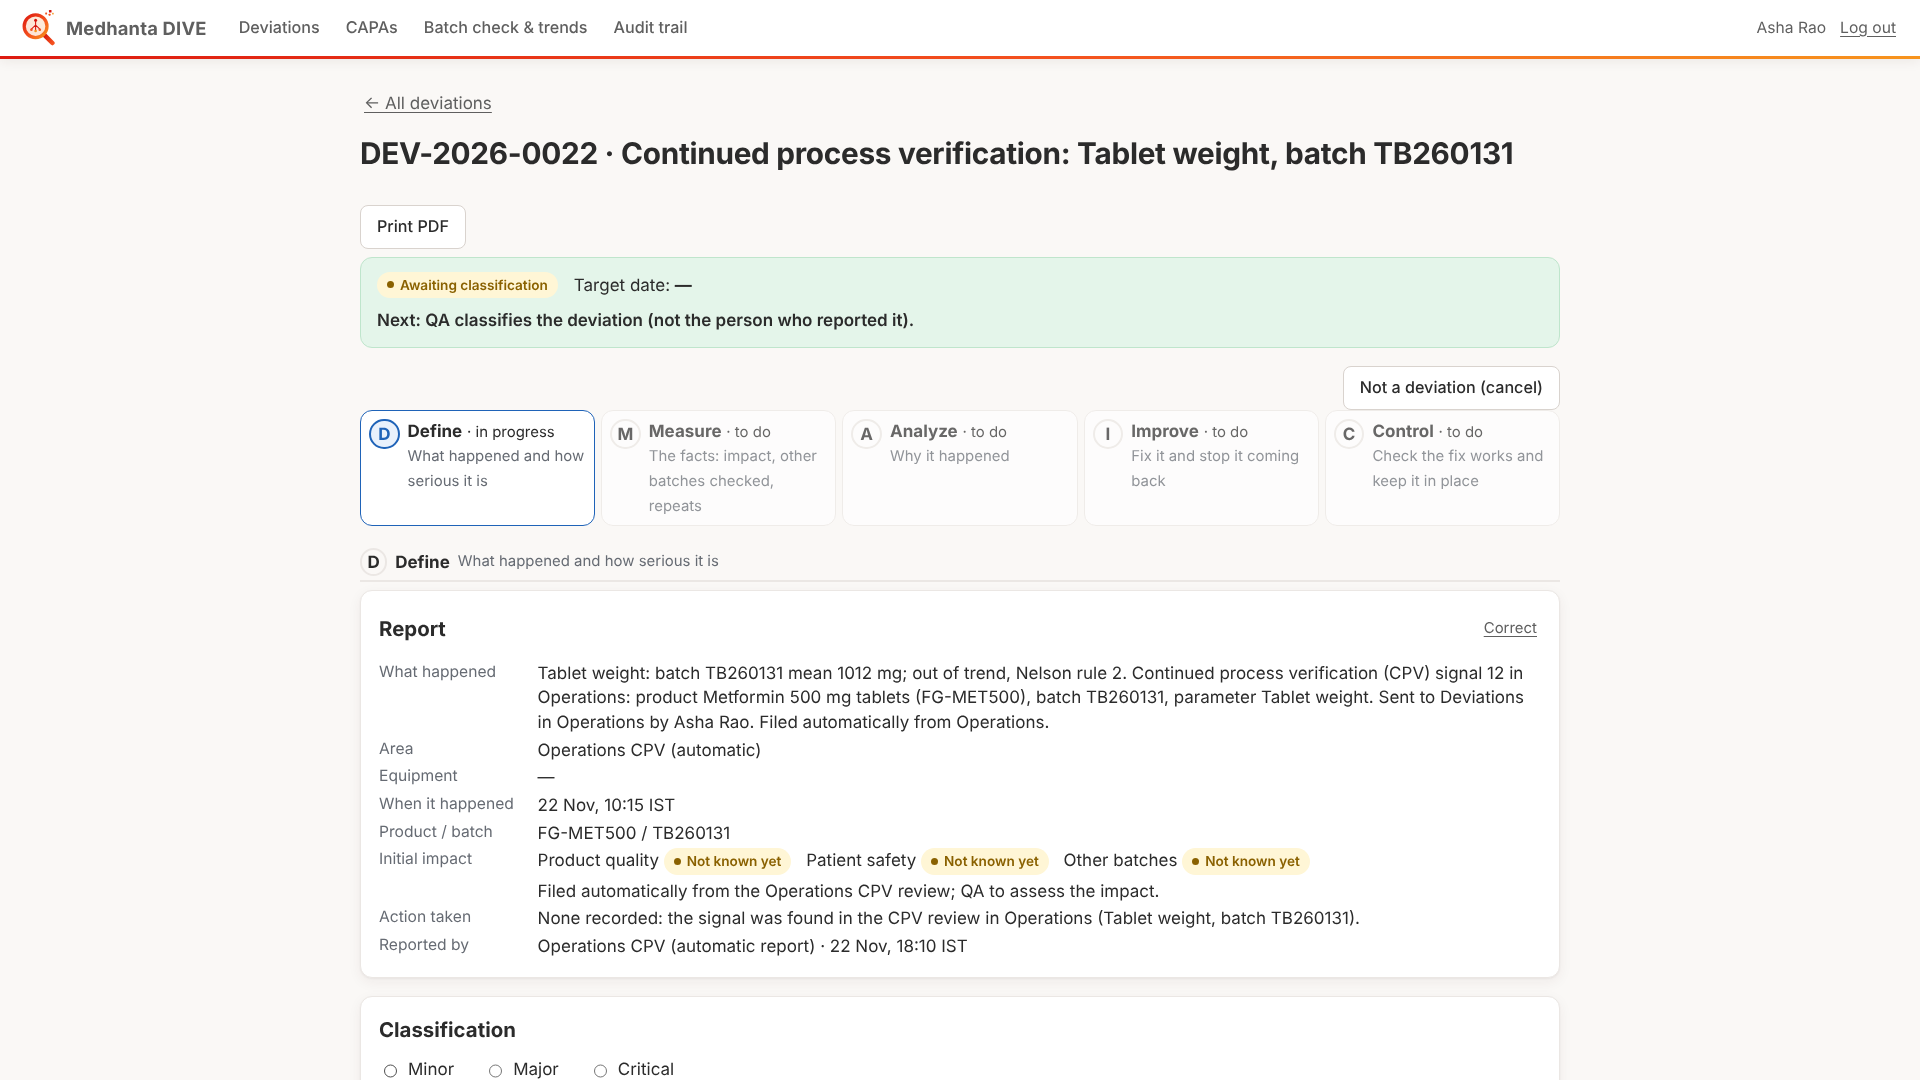 Medhanta DIVE Deviations CAPAs Batch check & trends Audit trail Asha Rao Log out
← All deviations
DEV-2026-0022 · Continued process verification: Tablet weight, batch TB260131
Print PDF
Awaiting classification Target date: —
Next: QA classifies the deviation (not the person who reported it).
Not a deviation (cancel)
D Define · in progress
What happened and how
serious it is
M Measure · to do
The facts: impact, other
batches checked,
repeats
A Analyze · to do
Why it happened
I Improve · to do
Fix it and stop it coming
back
C Control · to do
Check the fix works and
keep it in place
D Define What happened and how serious it is
Report Correct
What happened Tablet weight: batch TB260131 mean 1012 mg; out of trend, Nelson rule 2. Continued process verification (CPV) signal 12 in
Operations: product Metformin 500 mg tablets (FG-MET500), batch TB260131, parameter Tablet weight. Sent to Deviations
in Operations by Asha Rao. Filed automatically from Operations.
Area Operations CPV (automatic)
Equipment —
When it happened 22 Nov, 10:15 IST
Product / batch FG-MET500 / TB260131
Initial impact Product quality Not known yet Patient safety Not known yet Other batches Not known yet
Filed automatically from the Operations CPV review; QA to assess the impact.
Action taken None recorded: the signal was found in the CPV review in Operations (Tablet weight, batch TB260131).
Reported by Operations CPV (automatic report) · 22 Nov, 18:10 IST
Classification
Minor Major Critical